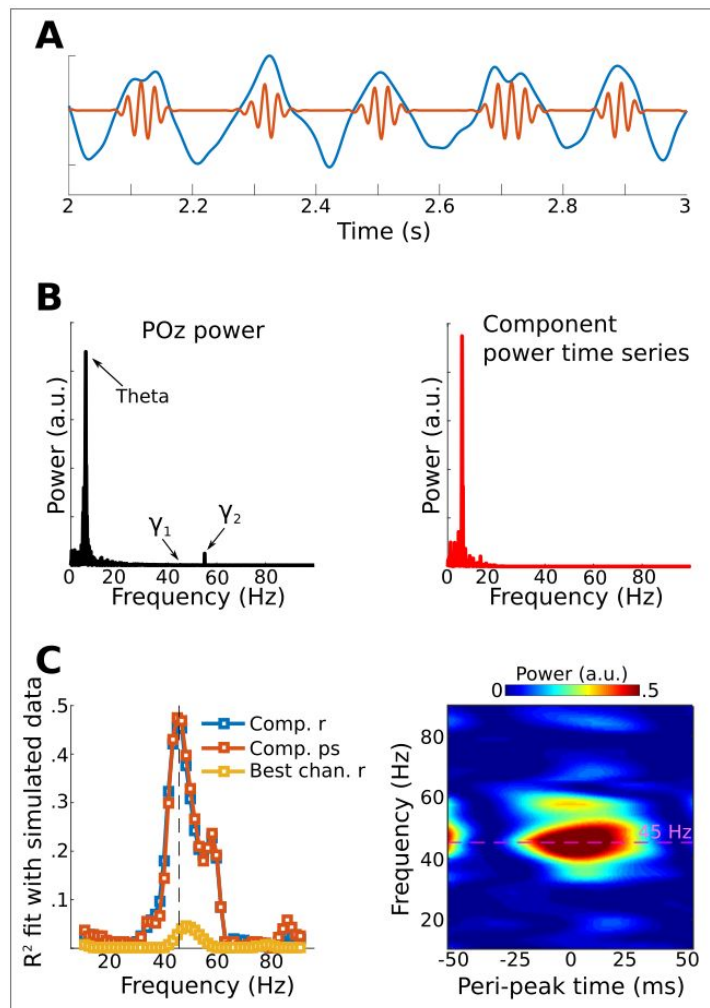 A
2 2.2 2.4 2.6 2.8 3
Time (s)
B
POz power
Theta
γ1 γ2
Power (a.u.)
0 20 40 60 80
Frequency (Hz)
Component
power time series
Power (a.u.)
0 20 40 60 80
Frequency (Hz)
C
R² fit with simulated data
.5
.4
.3
.2
.1
Comp. r
Comp. ps
Best chan. r
20 40 60 80
Frequency (Hz)
Power (a.u.)
0 .5
Frequency (Hz)
80
60
40
20
45 Hz
-50 -25 0 25 50
Peri-peak time (ms)